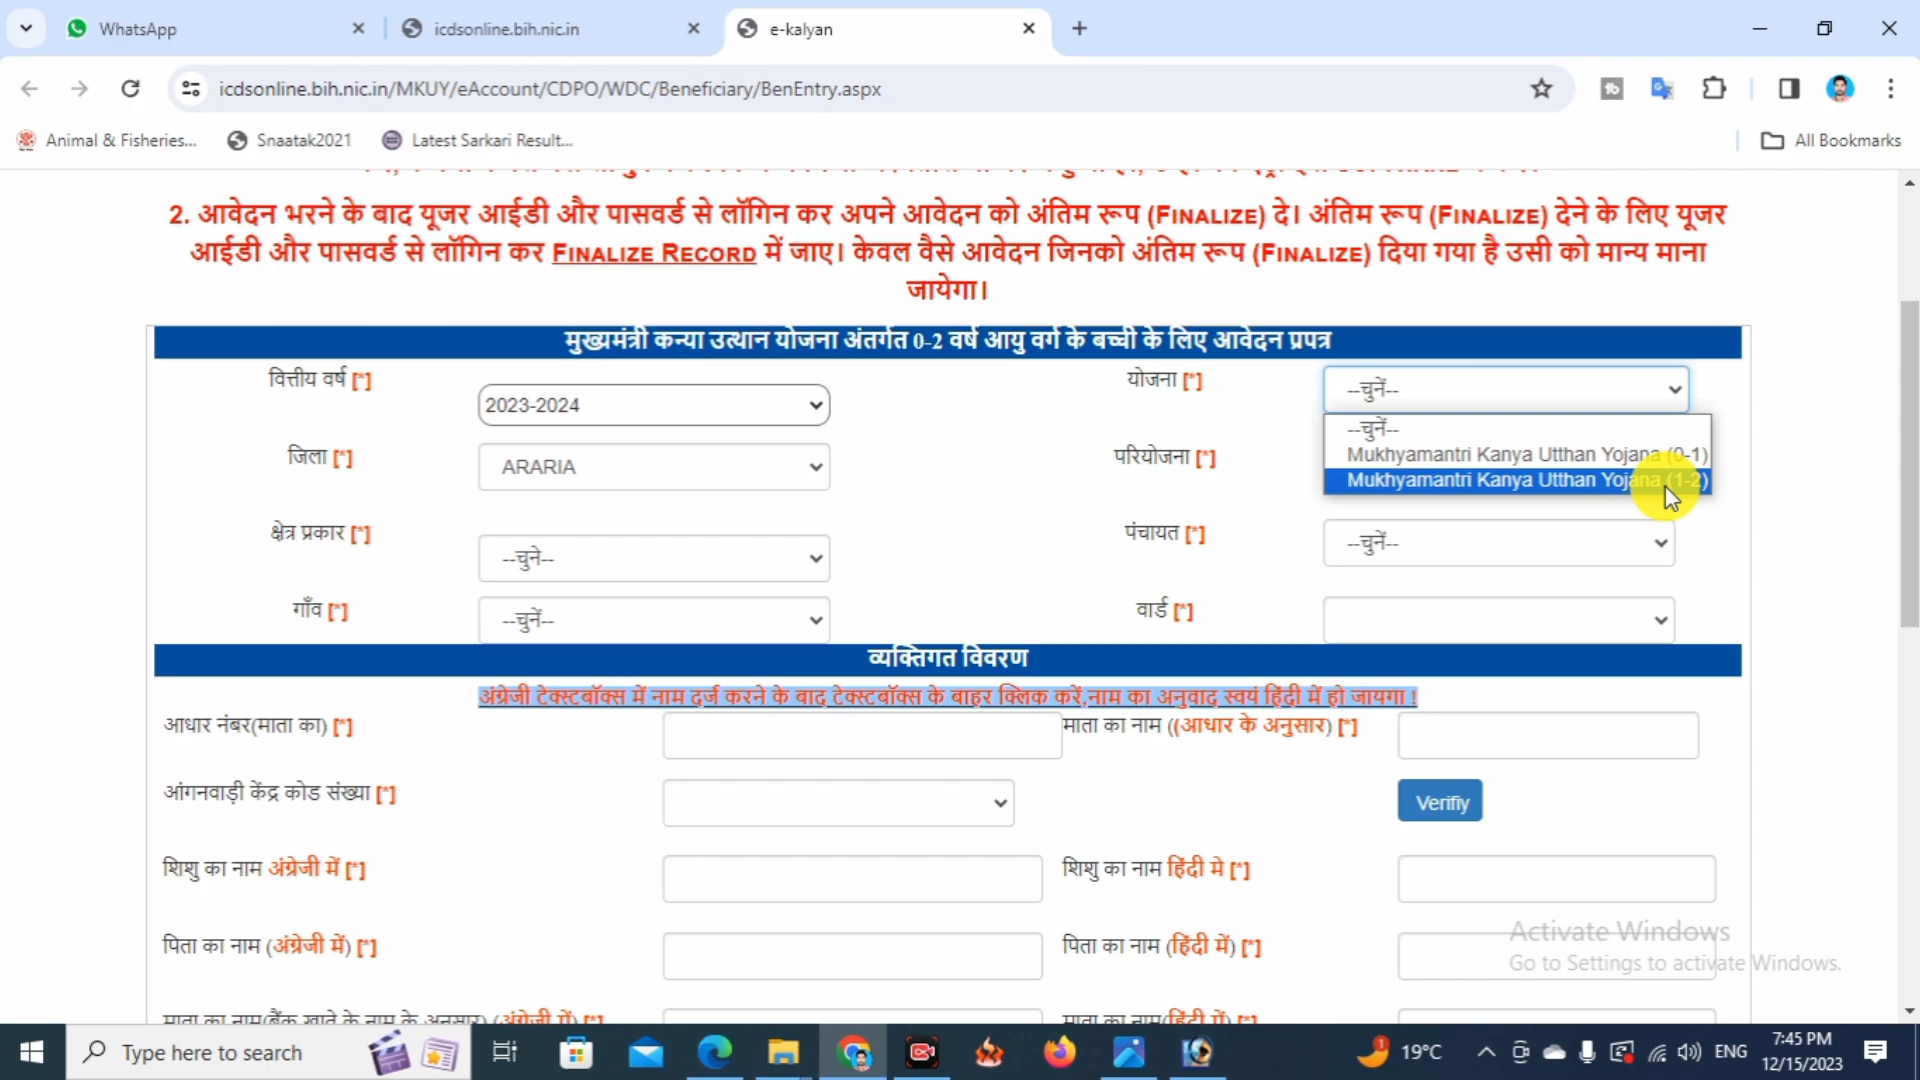 WhatsApp
icdsonline.bih.nic.in
e-kalyan
icdsonline.bih.nic.in/MKUY/eAccount/CDPO/WDC/Beneficiary/BenEntry.aspx
Animal & Fisheries...
Snaatak2021
Latest Sarkari Result...
All Bookmarks
2. आवेदन भरने के बाद यूजर आईडी और पासवर्ड से लॉगिन कर अपने आवेदन को अंतिम रूप (FINALIZE) दे। अंतिम रूप (FINALIZE) देने के लिए यूजर
आईडी और पासवर्ड से लॉगिन कर FINALIZE RECORD में जाए। केवल वैसे आवेदन जिनको अंतिम रूप (FINALIZE) दिया गया है उसी को मान्य माना
जायेगा।
मुख्यमंत्री कन्या उत्थान योजना अंतर्गत 0-2 वर्ष आयु वर्ग के बच्ची के लिए आवेदन प्रपत्र
वित्तीय वर्ष [*]
2023-2024
योजना [*]
--चुनें--
--चुनें--
Mukhyamantri Kanya Utthan Yojana (0-1)
Mukhyamantri Kanya Utthan Yojana (1-2)
जिला [*]
ARARIA
परियोजना [*]
क्षेत्र प्रकार [*]
--चुने--
पंचायत [*]
--चुनें--
गाँव [*]
--चुनें--
वार्ड [*]
व्यक्तिगत विवरण
अंग्रेजी टेक्स्टबॉक्स में नाम दर्ज करने के बाद टेक्स्टबॉक्स के बाहर क्लिक करें,नाम का अनुवाद स्वयं हिंदी में हो जायगा !
आधार नंबर(माता का) [*]
माता का नाम ((आधार के अनुसार) [*]
आंगनवाड़ी केंद्र कोड संख्या [*]
Verifiy
शिशु का नाम अंग्रेजी में [*]
शिशु का नाम हिंदी मे [*]
पिता का नाम (अंग्रेजी में) [*]
पिता का नाम (हिंदी में) [*]
Activate Windows
Go to Settings to activate Windows.
माता का नाम(बैंक खाते के नाम के अनुसार) (अंग्रेजी में) [*]
माता का नाम(हिंदी में) [*]
Type here to search
1
19°C
ENG
7:45 PM
12/15/2023